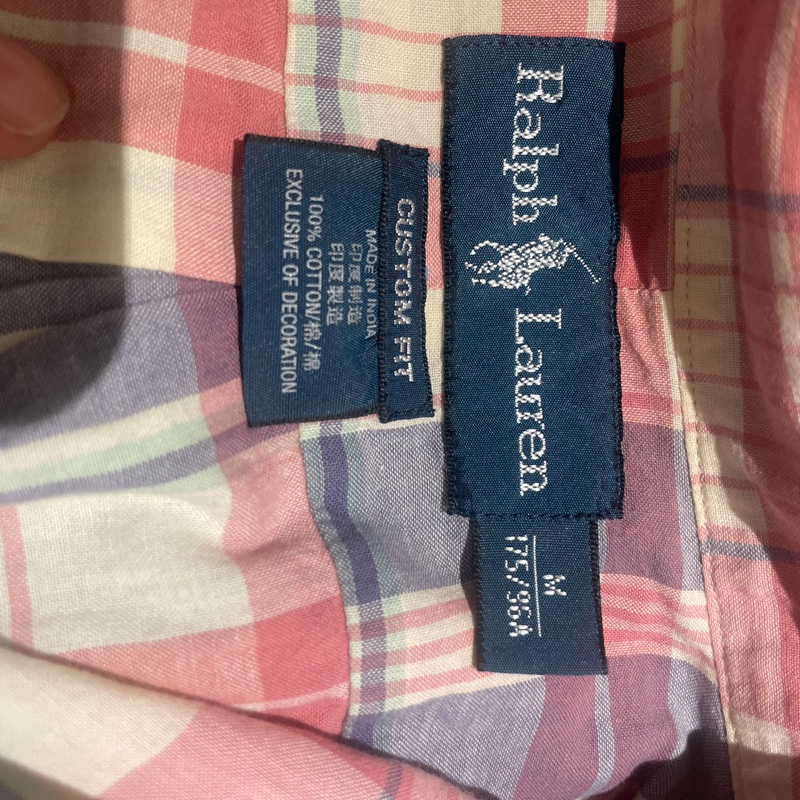 Ralph Lauren
M
175/96A
CUSTOM FIT
MADE IN INDIA
印度制造
印度製造
100% COTTON/棉/棉
EXCLUSIVE OF DECORATION